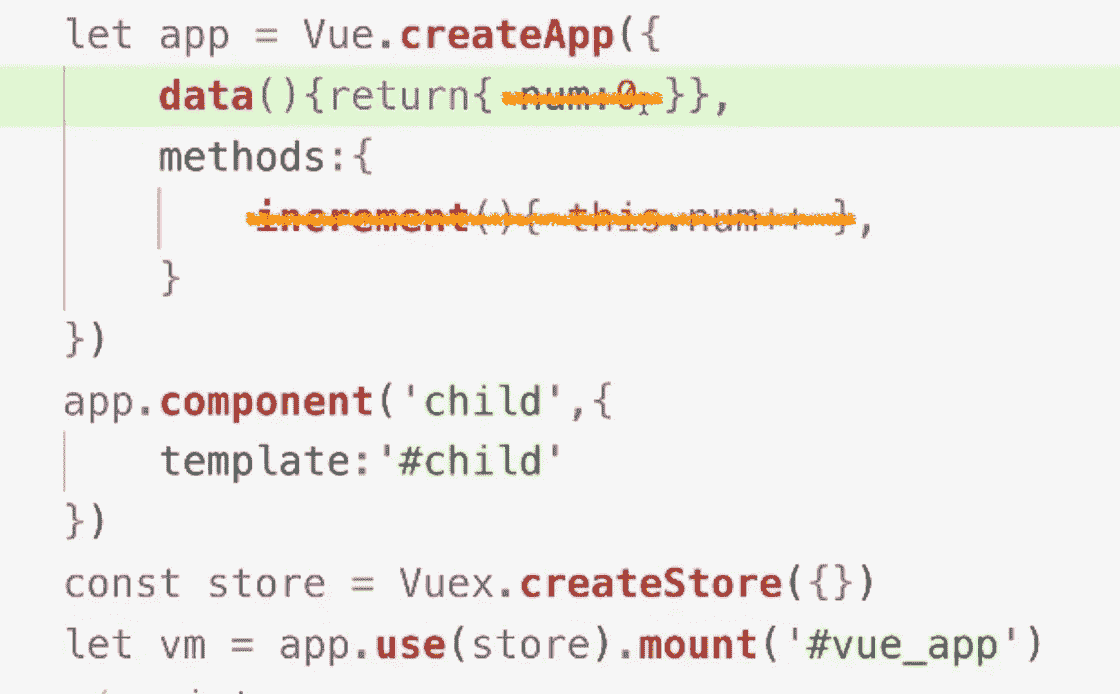 let app = Vue.createApp({
data(){return{ num:0, }},
methods:{
increment(){ this.num++ },
}
})
app.component('child',{
template:'#child'
})
const store = Vuex.createStore({})
let vm = app.use(store).mount('#vue_app')